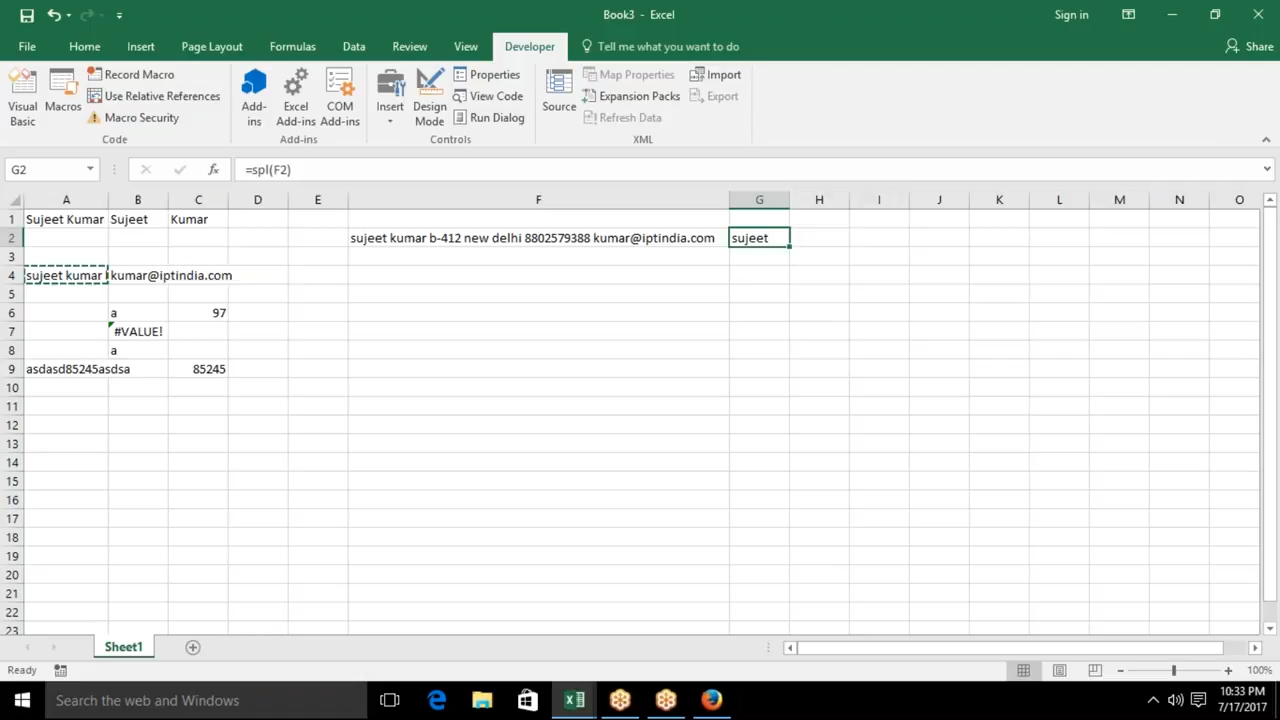 Book3 - Excel
Sign in
File Home Insert Page Layout Formulas Data Review View Developer Tell me what you want to do Share
Visual Basic
Macros
Record Macro
Use Relative References
Macro Security
Code
Add-ins
Excel Add-ins
COM Add-ins
Add-ins
Insert
Design Mode
Properties
View Code
Run Dialog
Controls
Source
Map Properties
Expansion Packs
Refresh Data
Import
Export
XML
G2 fx =spl(F2)
A B C D E F G H I J K L M N O
1 Sujeet Kumar Sujeet Kumar
2 sujeet kumar b-412 new delhi 8802579388 kumar@iptindia.com sujeet
3
4 sujeet kumar kumar@iptindia.com
5
6 a 97
7 #VALUE!
8 a
9 asdasd85245asdsa 85245
10
11
12
13
14
15
16
17
18
19
20
21
22
23
Sheet1
Ready 100%
Search the web and Windows
10:33 PM
7/17/2017